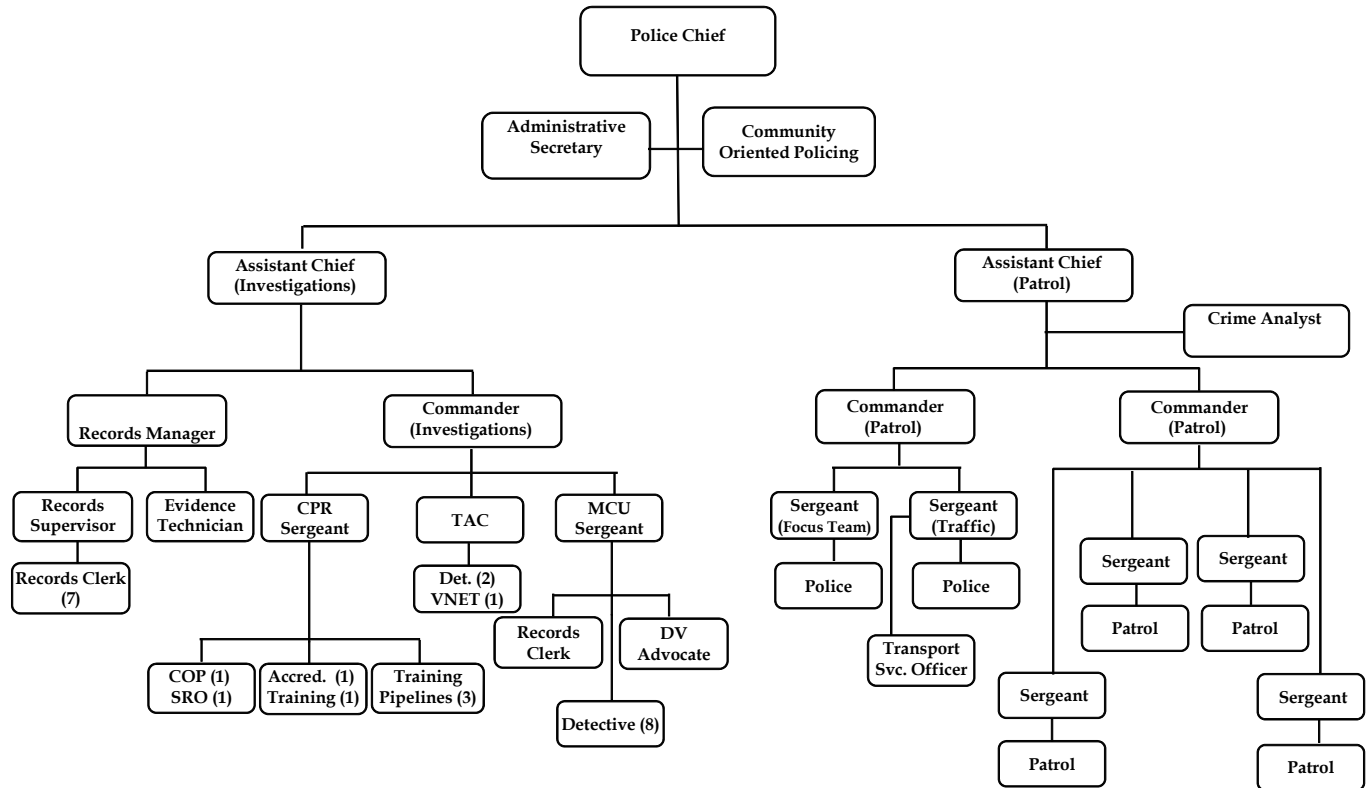 Police Chief
Administrative
Secretary
Community
Oriented Policing
Assistant Chief
(Investigations)
Assistant Chief
(Patrol)
Crime Analyst
Records Manager
Commander
(Investigations)
Commander
(Patrol)
Commander
(Patrol)
Records
Supervisor
Evidence
Technician
CPR
Sergeant
TAC
MCU
Sergeant
Sergeant
(Focus Team)
Sergeant
(Traffic)
Sergeant
Sergeant
Records Clerk
(7)
Det. (2)
VNET (1)
Police
Police
Patrol
Patrol
Records
Clerk
DV
Advocate
Transport
Svc. Officer
COP (1)
SRO (1)
Accred. (1)
Training (1)
Training
Pipelines (3)
Detective (8)
Sergeant
Sergeant
Patrol
Patrol